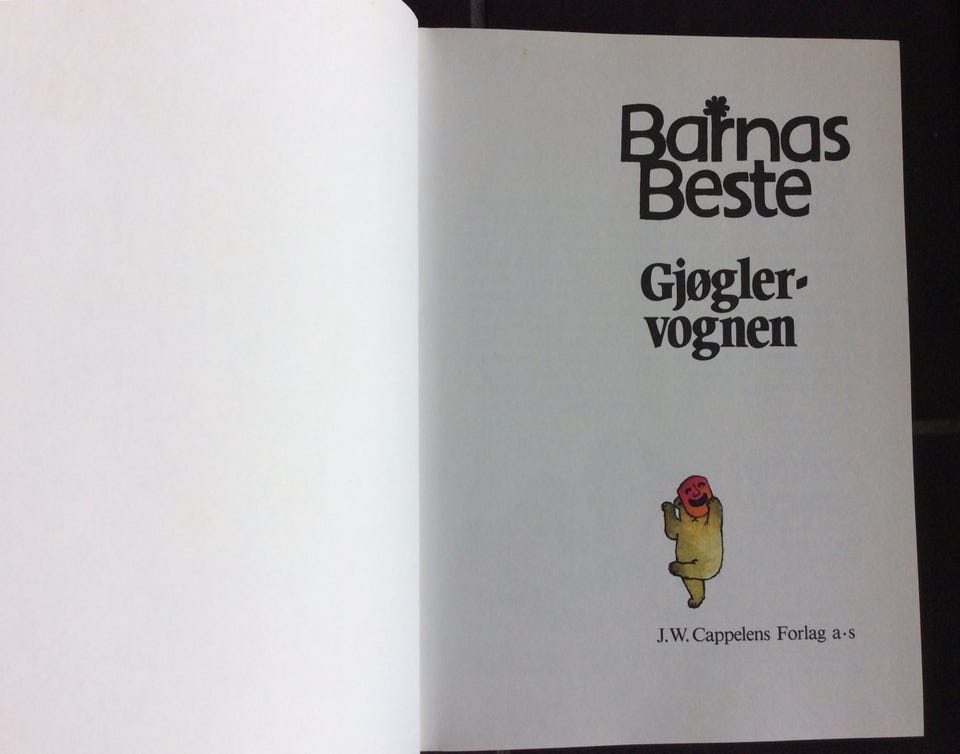 Barnas
Beste
Gjøgler-
vognen
J.W. Cappelens Forlag a·s